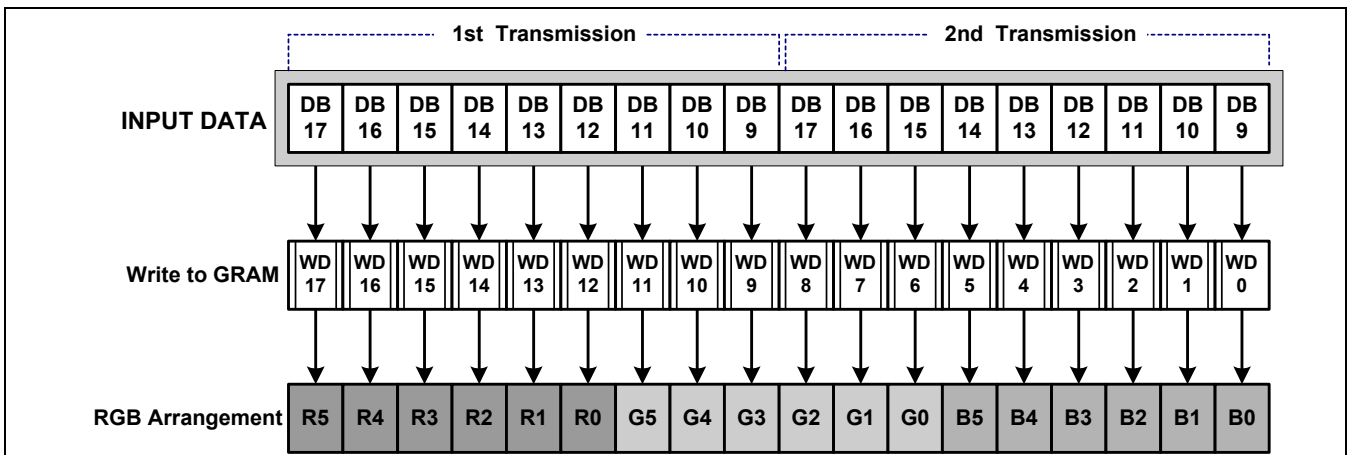 1st Transmission 2nd Transmission
INPUT DATA DB 17 DB 16 DB 15 DB 14 DB 13 DB 12 DB 11 DB 10 DB 9 DB 17 DB 16 DB 15 DB 14 DB 13 DB 12 DB 11 DB 10 DB 9
Write to GRAM WD 17 WD 16 WD 15 WD 14 WD 13 WD 12 WD 11 WD 10 WD 9 WD 8 WD 7 WD 6 WD 5 WD 4 WD 3 WD 2 WD 1 WD 0
RGB Arrangement R5 R4 R3 R2 R1 R0 G5 G4 G3 G2 G1 G0 B5 B4 B3 B2 B1 B0